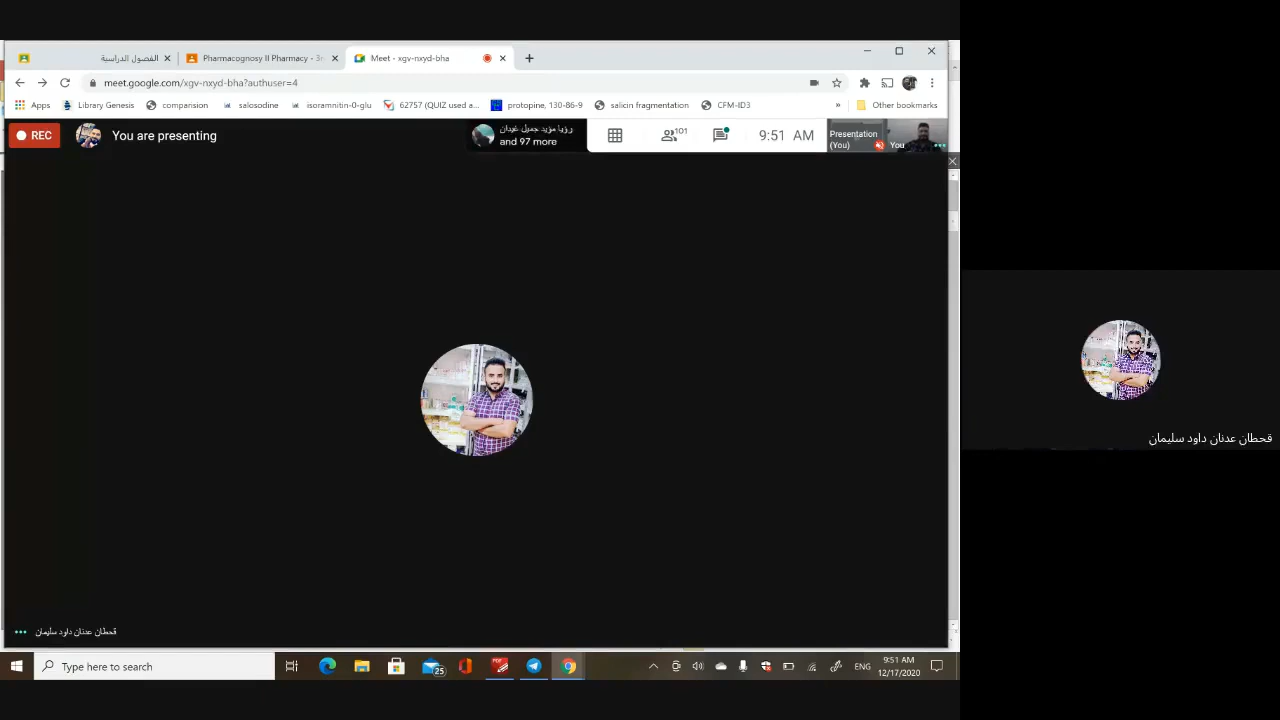 الفصول الدراسية
Pharmacognosy II Pharmacy - 3r
Meet - xgv-nxyd-bha
meet.google.com/xgv-nxyd-bha?authuser=4
Apps
Library Genesis
comparision
salosodine
isoramnitin-0-glu
62757 (QUIZ used a...
protopine, 130-86-9
salicin fragmentation
CFM-ID3
»
Other bookmarks
REC
You are presenting
رؤيا مؤيد جميل غيدان
and 97 more
101
9:51 AM
Presentation
(You)
You
قحطان عدنان داود سليمان
قحطان عدنان داود سليمان
Type here to search
25
ENG
9:51 AM
12/17/2020